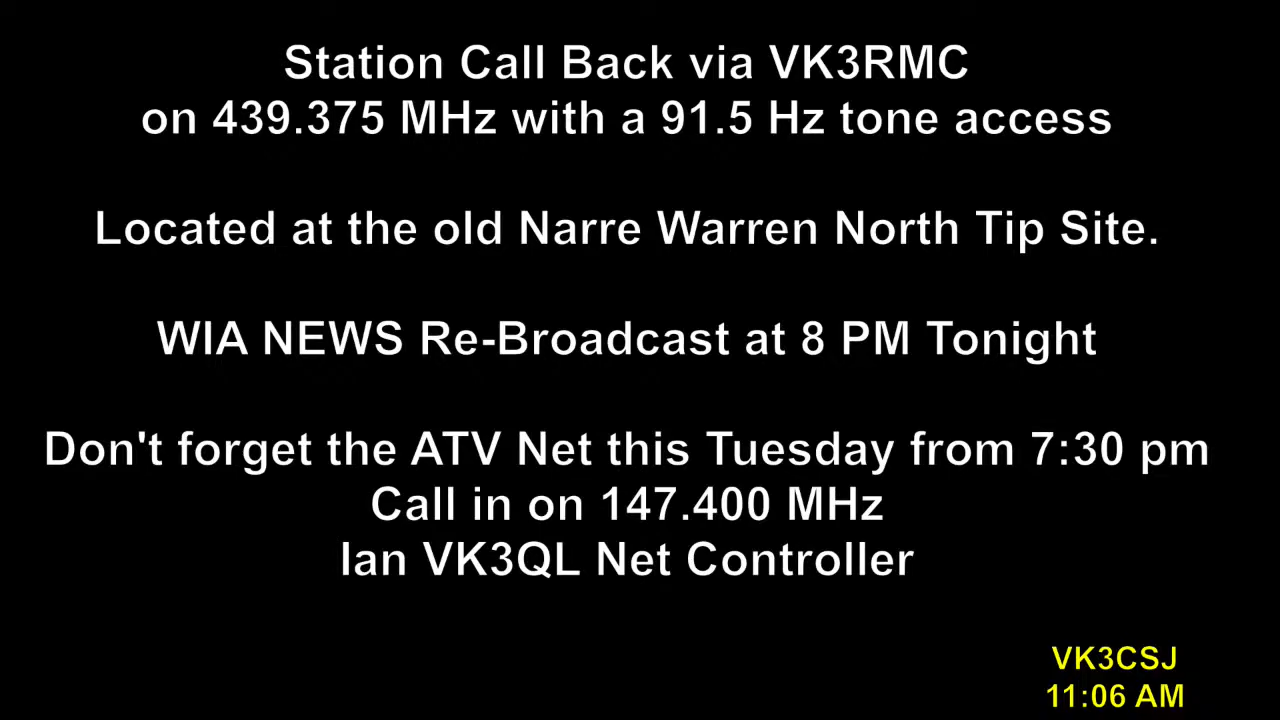 Station Call Back via VK3RMC
on 439.375 MHz with a 91.5 Hz tone access
Located at the old Narre Warren North Tip Site.
WIA NEWS Re-Broadcast at 8 PM Tonight
Don't forget the ATV Net this Tuesday from 7:30 pm
Call in on 147.400 MHz
Ian VK3QL Net Controller
VK3CSJ
11:06 AM